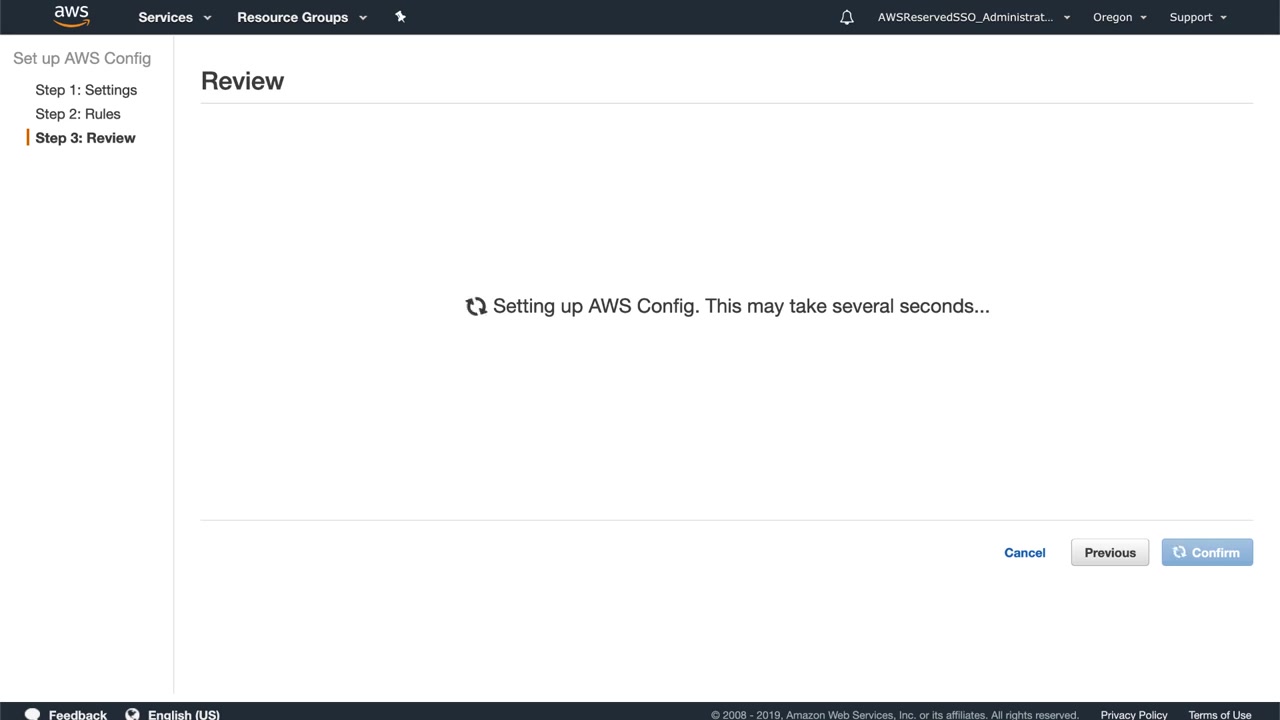 aws Services Resource Groups AWSReservedSSO_Administrat... Oregon Support
Set up AWS Config
Step 1: Settings
Step 2: Rules
Step 3: Review
Review
Setting up AWS Config. This may take several seconds...
Cancel Previous Confirm
Feedback English (US) © 2008 - 2019, Amazon Web Services, Inc. or its affiliates. All rights reserved. Privacy Policy Terms of Use